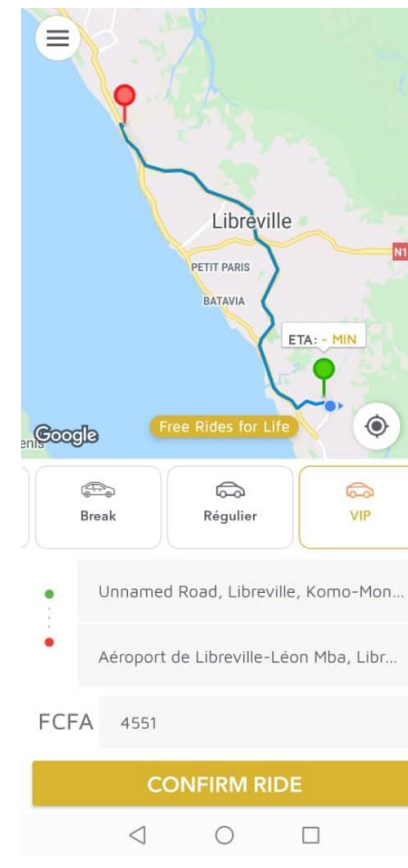 Libreville
N1
PETIT PARIS
BATAVIA
ETA: - MIN
Google
Free Rides for Life
Break
Régulier
VIP
Unnamed Road, Libreville, Komo-Mon...
Aéroport de Libreville-Léon Mba, Libr...
FCFA 4551
CONFIRM RIDE